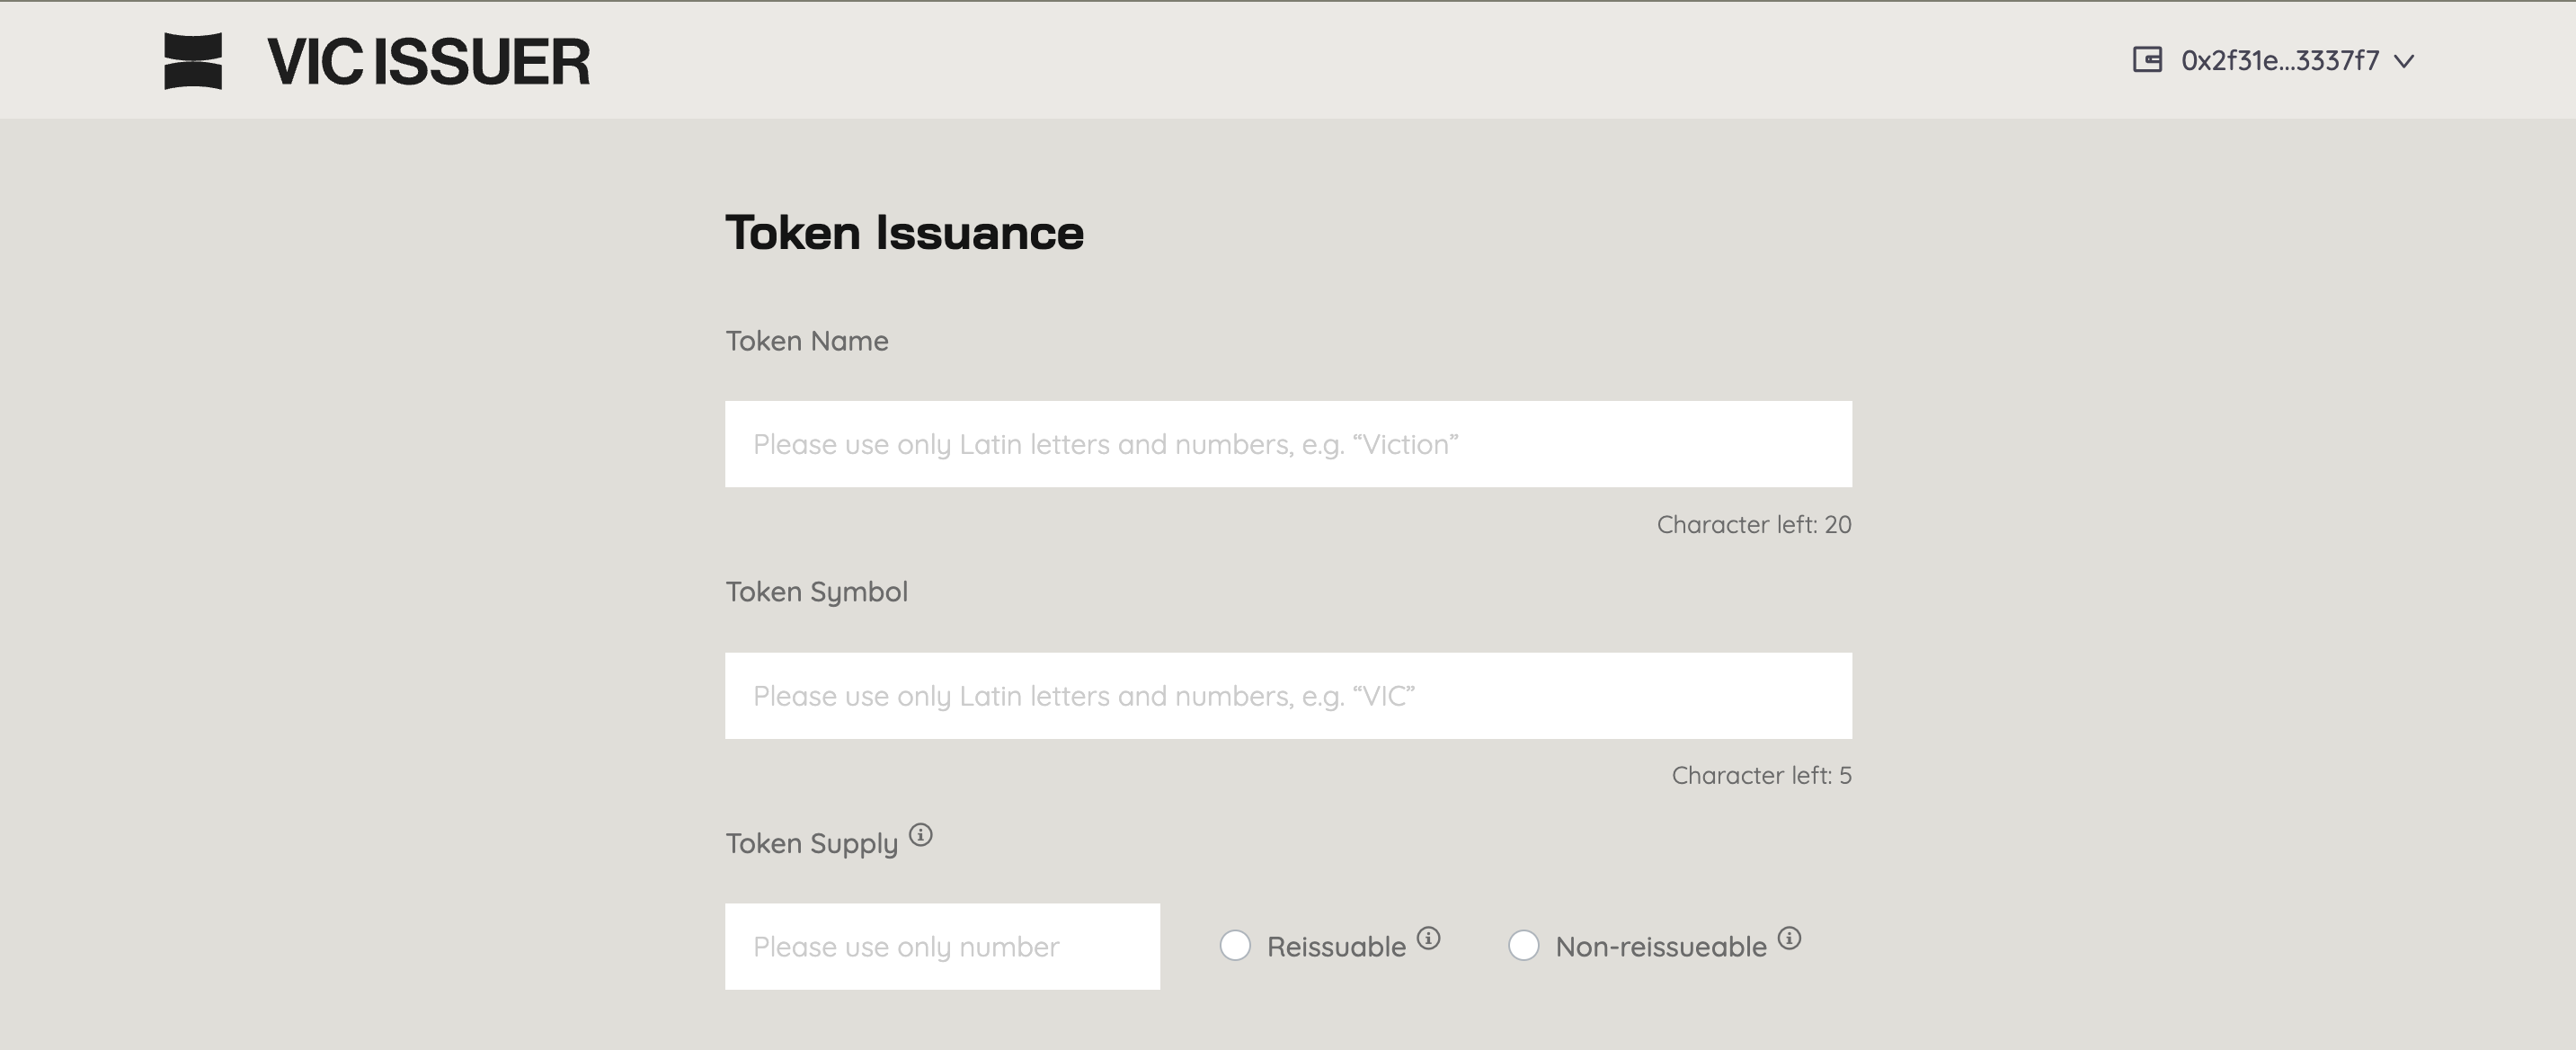 VIC ISSUER
0x2f31e...3337f7
Token Issuance
Token Name
Please use only Latin letters and numbers, e.g. “Viction”
Character left: 20
Token Symbol
Please use only Latin letters and numbers, e.g. “VIC”
Character left: 5
Token Supply
Please use only number
Reissuable
Non-reissueable